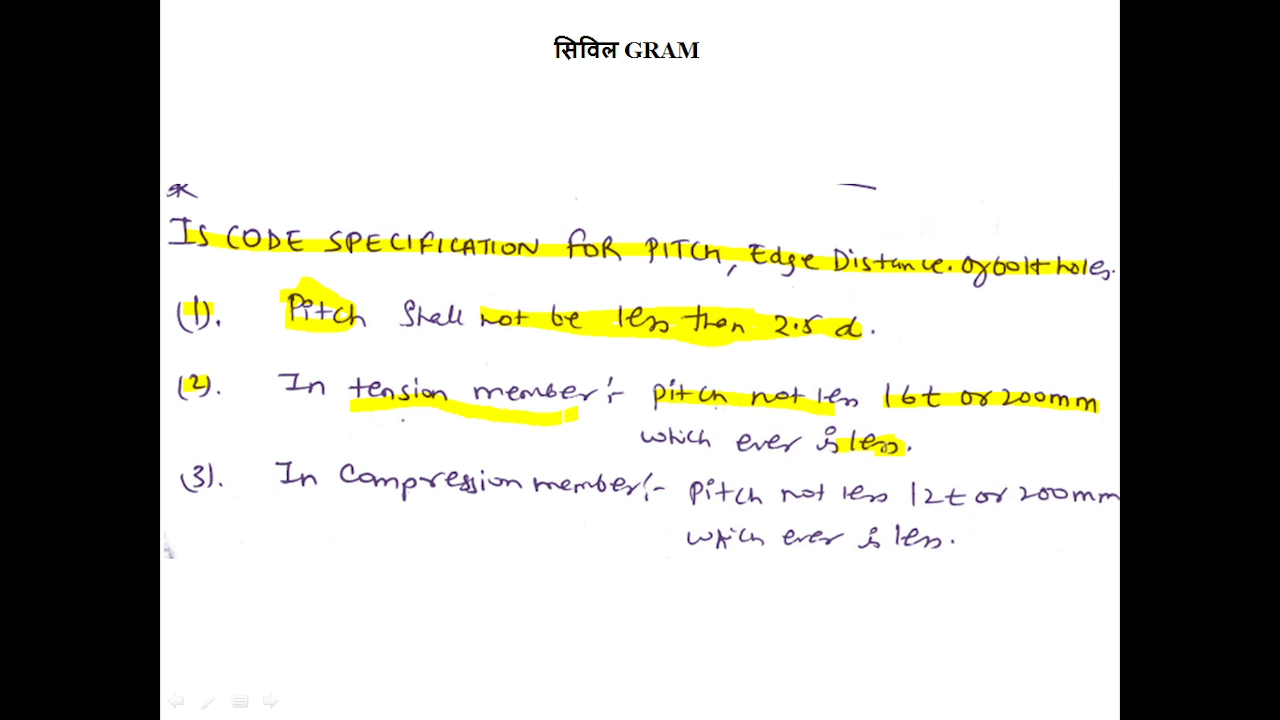 सिविल GRAM
IS CODE SPECIFICATION FOR PITCH, Edge Distance. Of bolt holes.
(1). Pitch Shall not be less than 2.5 d.
(2). In tension member:- pitch not less 16t or 200mm
which ever is less.
(3). In Compression member:- pitch not less 12t or 200mm
which ever is less.